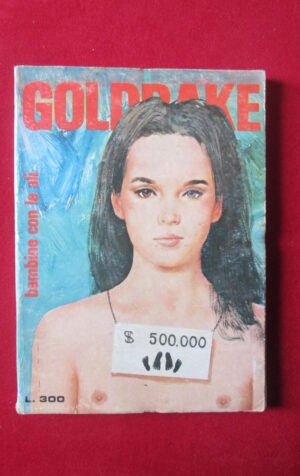 GOLDRAKE
bambine con le ali
$ 500.000
L. 300